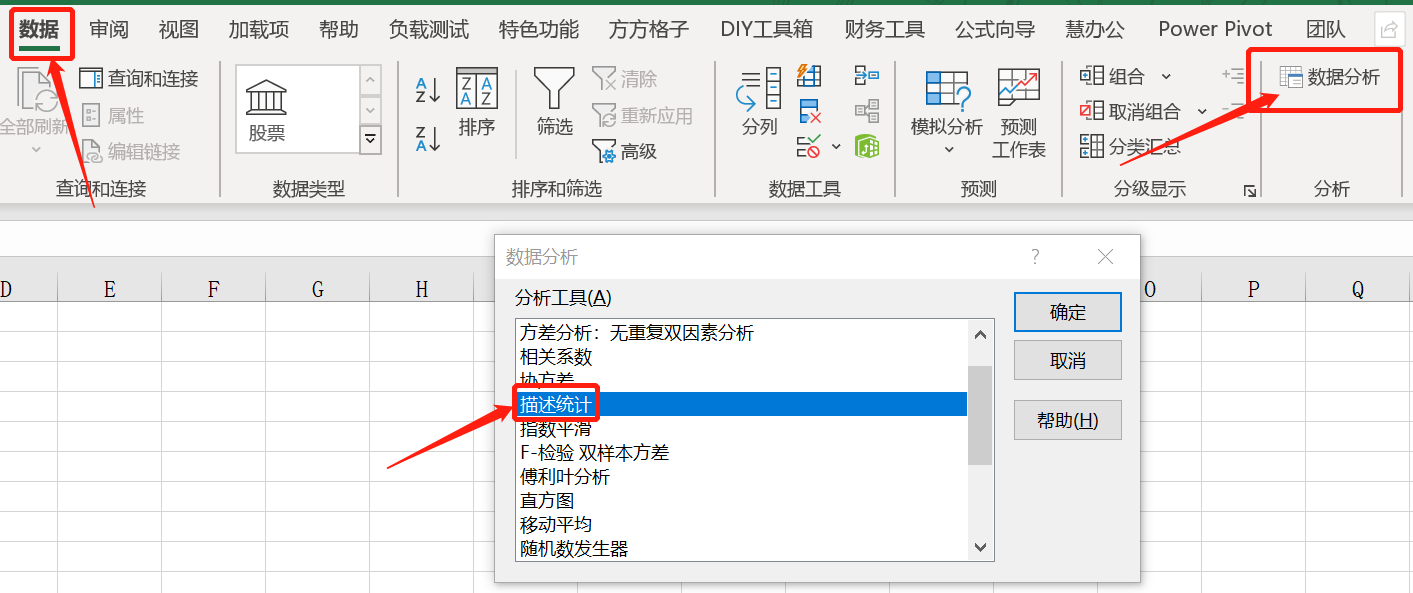 数据 审阅 视图 加载项 帮助 负载测试 特色功能 方方格子 DIY工具箱 财务工具 公式向导 慧办公 Power Pivot 团队
全部刷新
查询和连接
属性
编辑链接
查询和连接
股票
数据类型
A
Z
Z
A
Z A
A Z
排序
筛选
清除
重新应用
高级
排序和筛选
分列
数据工具
模拟分析
预测
工作表
预测
组合
取消组合
分类汇总
分级显示
数据分析
分析
D E F G H O P Q
数据分析 ?
分析工具(A)
方差分析：无重复双因素分析
相关系数
协方差
描述统计
指数平滑
F-检验 双样本方差
傅利叶分析
直方图
移动平均
随机数发生器
确定
取消
帮助(H)